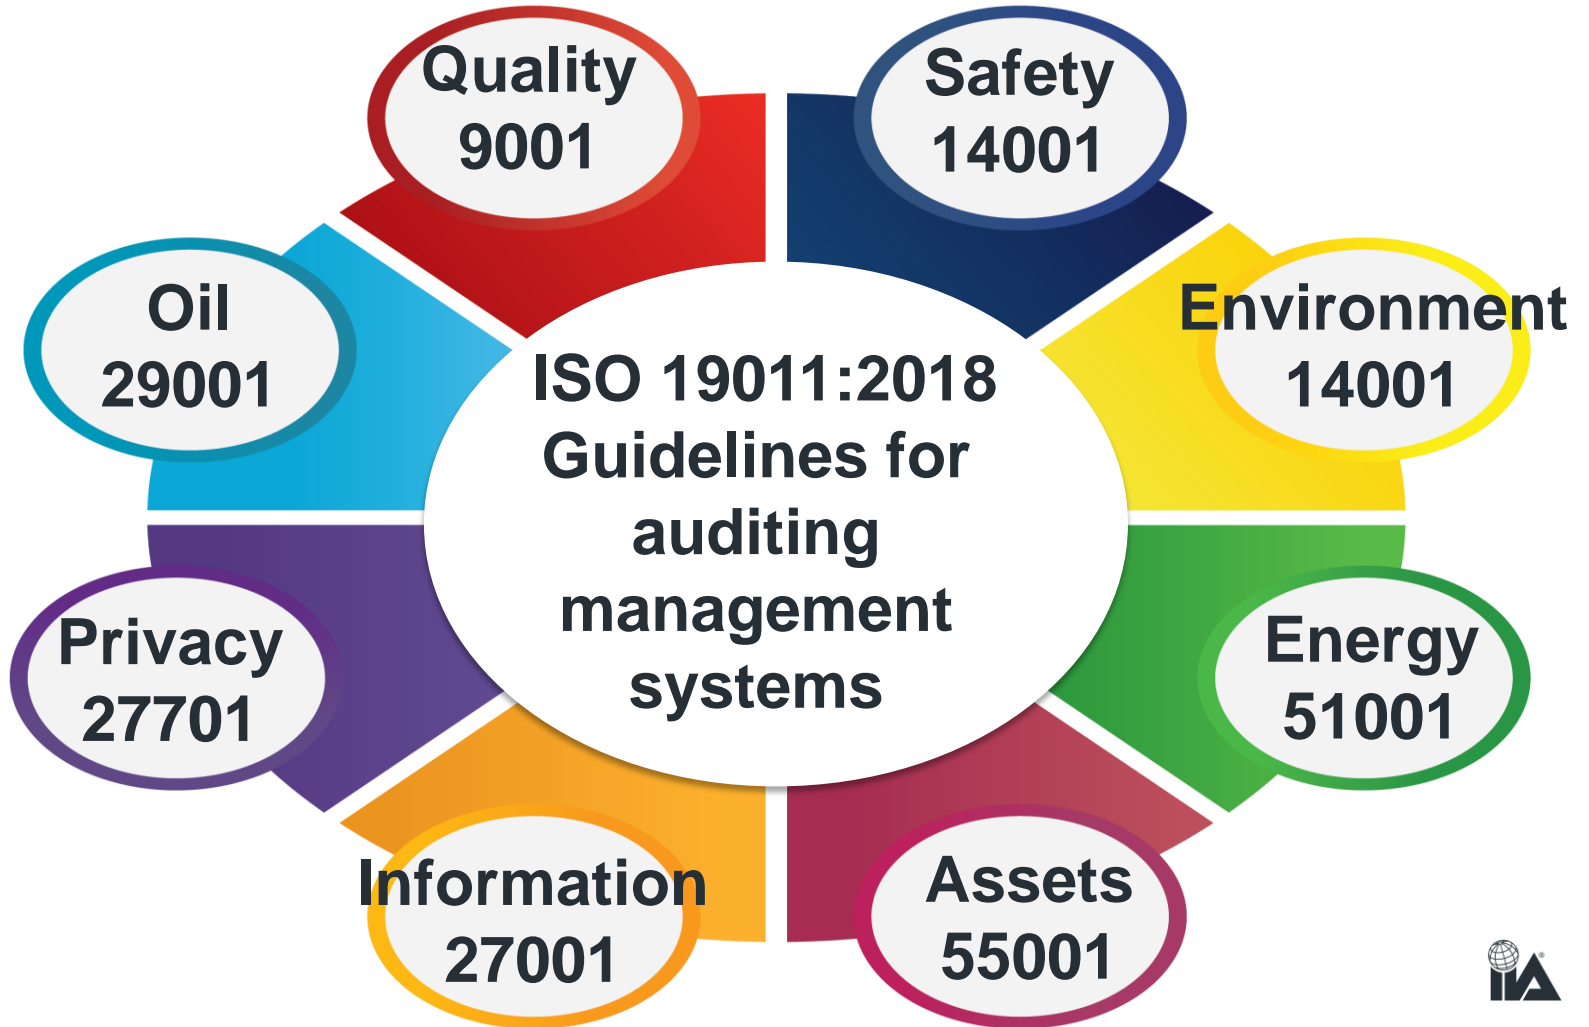 Quality
9001
Safety
14001
Oil
29001
Environment
14001
ISO 19011:2018
Guidelines for
auditing
management
systems
Privacy
27701
Energy
51001
Information
27001
Assets
55001
IIA
®